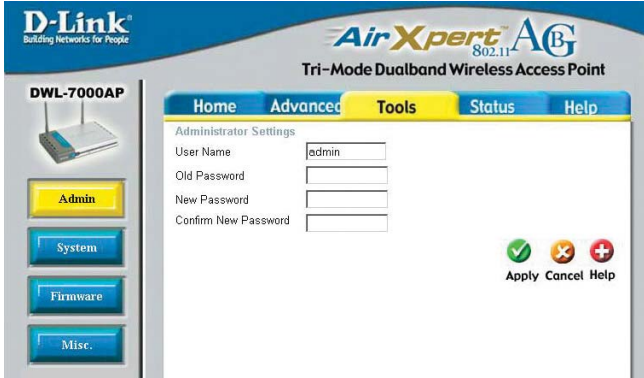 D-Link
Building Networks for People
AirXpert 802.11 ABG
Tri-Mode Dualband Wireless Access Point
DWL-7000AP
Home Advanced Tools Status Help
Administrator Settings
User Name admin
Old Password
New Password
Confirm New Password
Admin
System
Firmware
Misc.
Apply Cancel Help